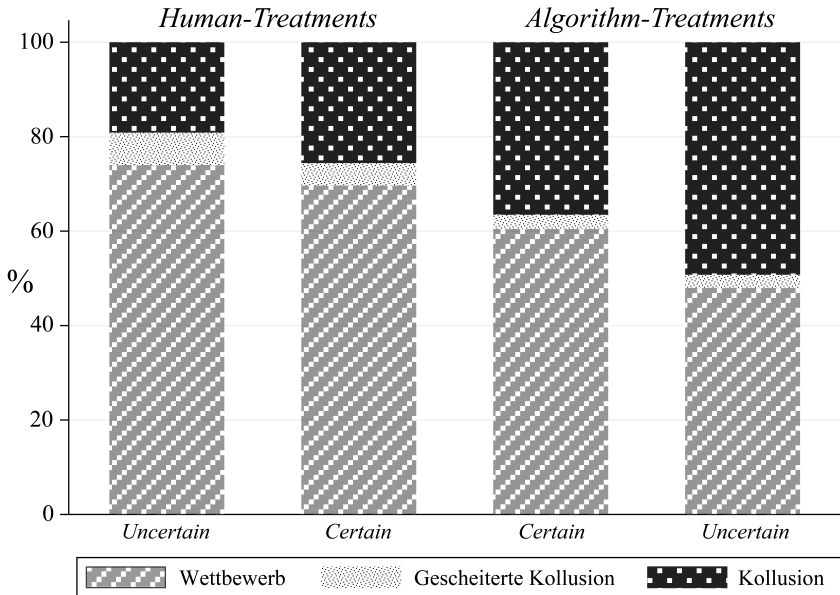 Human-Treatments Algorithm-Treatments
100
80
60
%
40
20
0
Uncertain Certain Certain Uncertain
Wettbewerb Gescheiterte Kollusion Kollusion